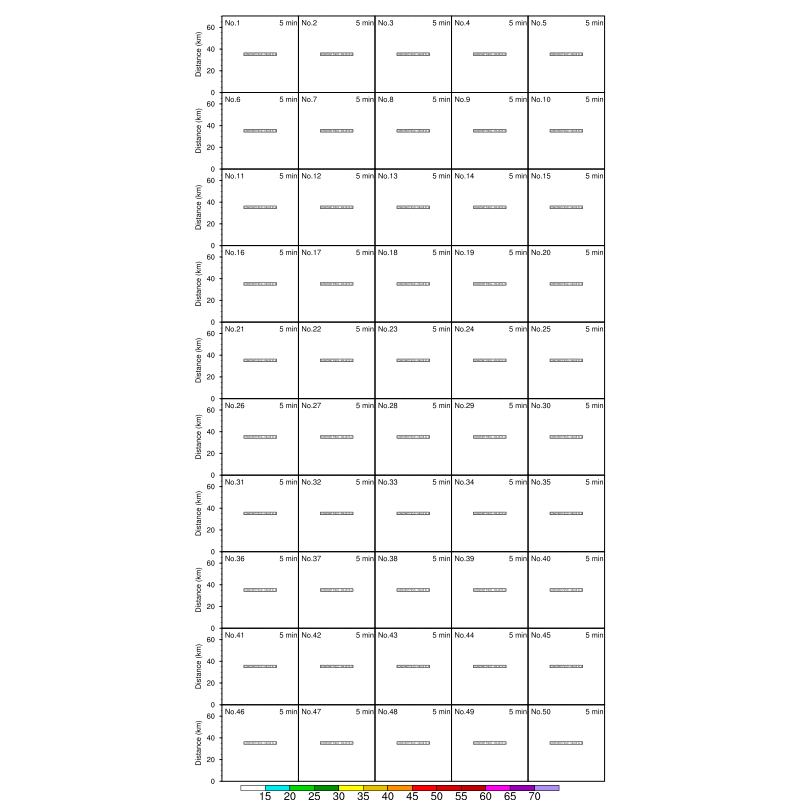 No.1 5 min No.2 5 min No.3 5 min No.4 5 min No.5 5 min
60
40
20
0
Distance (km)
No.6 5 min No.7 5 min No.8 5 min No.9 5 min No.10 5 min
60
40
20
0
Distance (km)
No.11 5 min No.12 5 min No.13 5 min No.14 5 min No.15 5 min
60
40
20
0
Distance (km)
No.16 5 min No.17 5 min No.18 5 min No.19 5 min No.20 5 min
60
40
20
0
Distance (km)
No.21 5 min No.22 5 min No.23 5 min No.24 5 min No.25 5 min
60
40
20
0
Distance (km)
No.26 5 min No.27 5 min No.28 5 min No.29 5 min No.30 5 min
60
40
20
0
Distance (km)
No.31 5 min No.32 5 min No.33 5 min No.34 5 min No.35 5 min
60
40
20
0
Distance (km)
No.36 5 min No.37 5 min No.38 5 min No.39 5 min No.40 5 min
60
40
20
0
Distance (km)
No.41 5 min No.42 5 min No.43 5 min No.44 5 min No.45 5 min
60
40
20
0
Distance (km)
No.46 5 min No.47 5 min No.48 5 min No.49 5 min No.50 5 min
60
40
20
0
Distance (km)
15 20 25 30 35 40 45 50 55 60 65 70